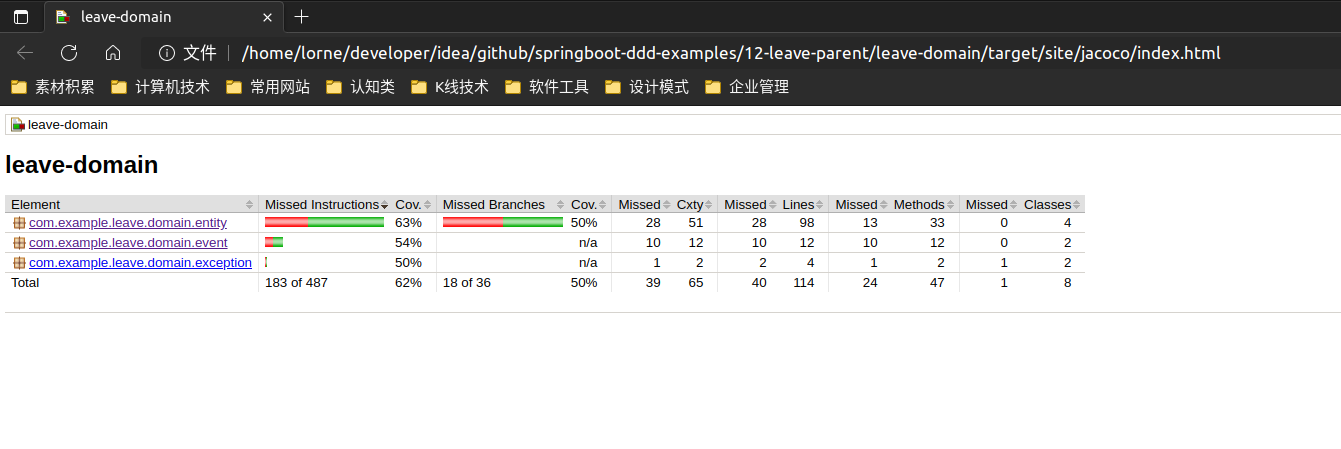 leave-domain
文件 /home/lorne/developer/idea/github/springboot-ddd-examples/12-leave-parent/leave-domain/target/site/jacoco/index.html
素材积累 计算机技术 常用网站 认知类 K线技术 软件工具 设计模式 企业管理
leave-domain
leave-domain
Element Missed Instructions Cov. Missed Branches Cov. Missed Cxty Missed Lines Missed Methods Missed Classes
com.example.leave.domain.entity 63% 50% 28 51 28 98 13 33 0 4
com.example.leave.domain.event 54% n/a 10 12 10 12 10 12 0 2
com.example.leave.domain.exception 50% n/a 1 2 2 4 1 2 1 2
Total 183 of 487 62% 18 of 36 50% 39 65 40 114 24 47 1 8